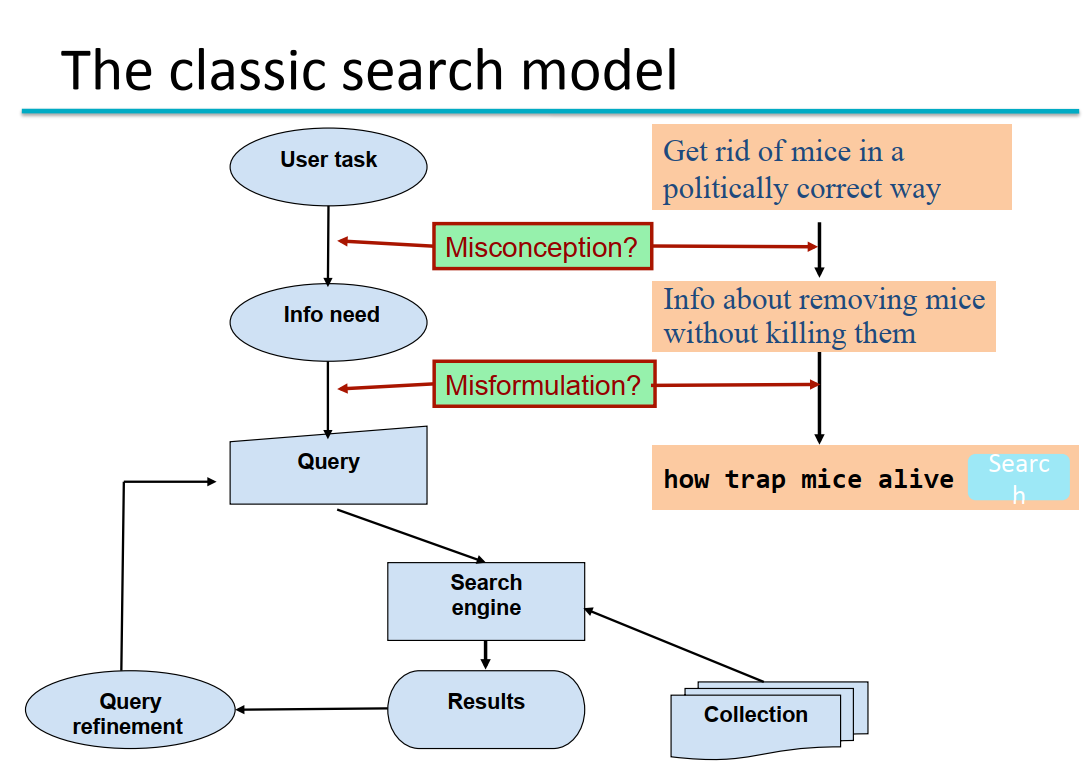 The classic search model
User task
Get rid of mice in a
politically correct way
Misconception?
Info need
Info about removing mice
without killing them
Misformulation?
Query
how trap mice alive
Searc
h
Search
engine
Results
Query
refinement
Collection